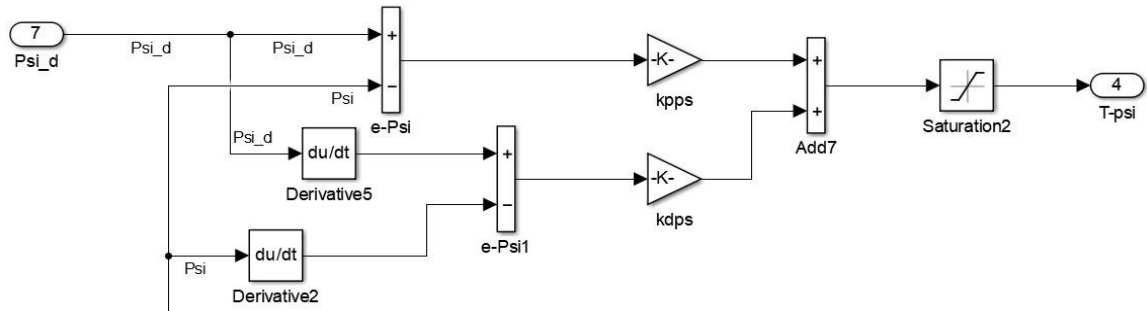 7
Psi_d
Psi_d
Psi_d
+
−
Psi
e-Psi
-K-
kpps
+
+
Add7
Saturation2
4
T-psi
Psi_d
du/dt
Derivative5
+
−
e-Psi1
-K-
kdps
Psi
du/dt
Derivative2